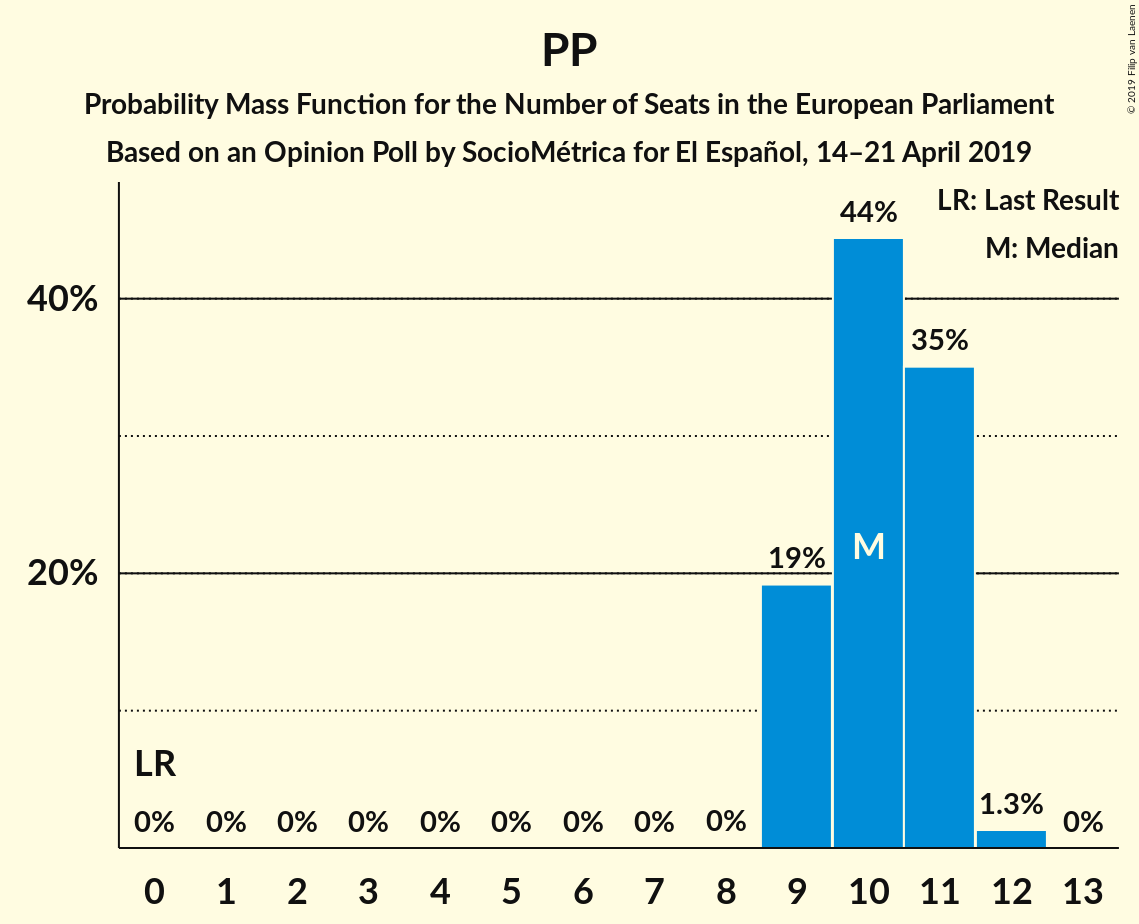 PP
Probability Mass Function for the Number of Seats in the European Parliament
Based on an Opinion Poll by SocioMétrica for El Español, 14–21 April 2019
© 2019 Filip van Laenen
LR: Last Result
M: Median
44%
40%
35%
19%
M
20%
LR
1.3%
0% 0% 0% 0% 0% 0% 0% 0% 0% 0%
0 1 2 3 4 5 6 7 8 9 10 11 12 13